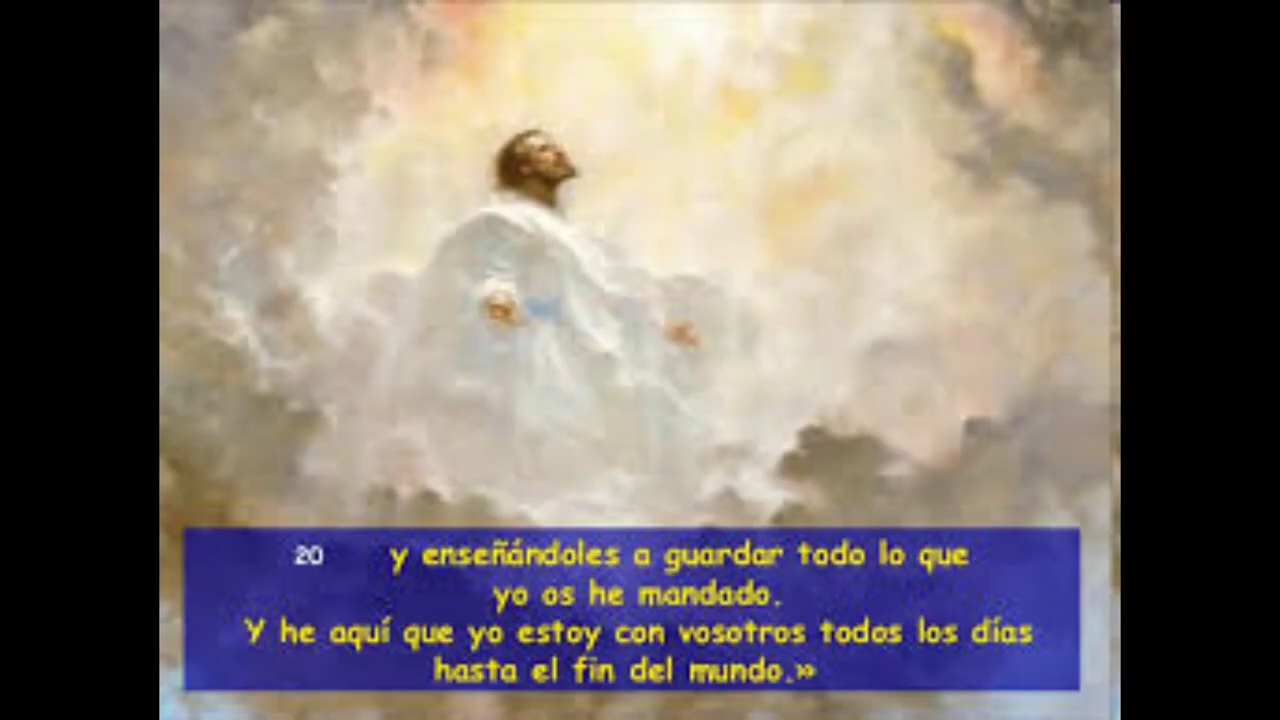 20 y enseñándoles a guardar todo lo que
yo os he mandado.
Y he aquí que yo estoy con vosotros todos los días
hasta el fin del mundo.»